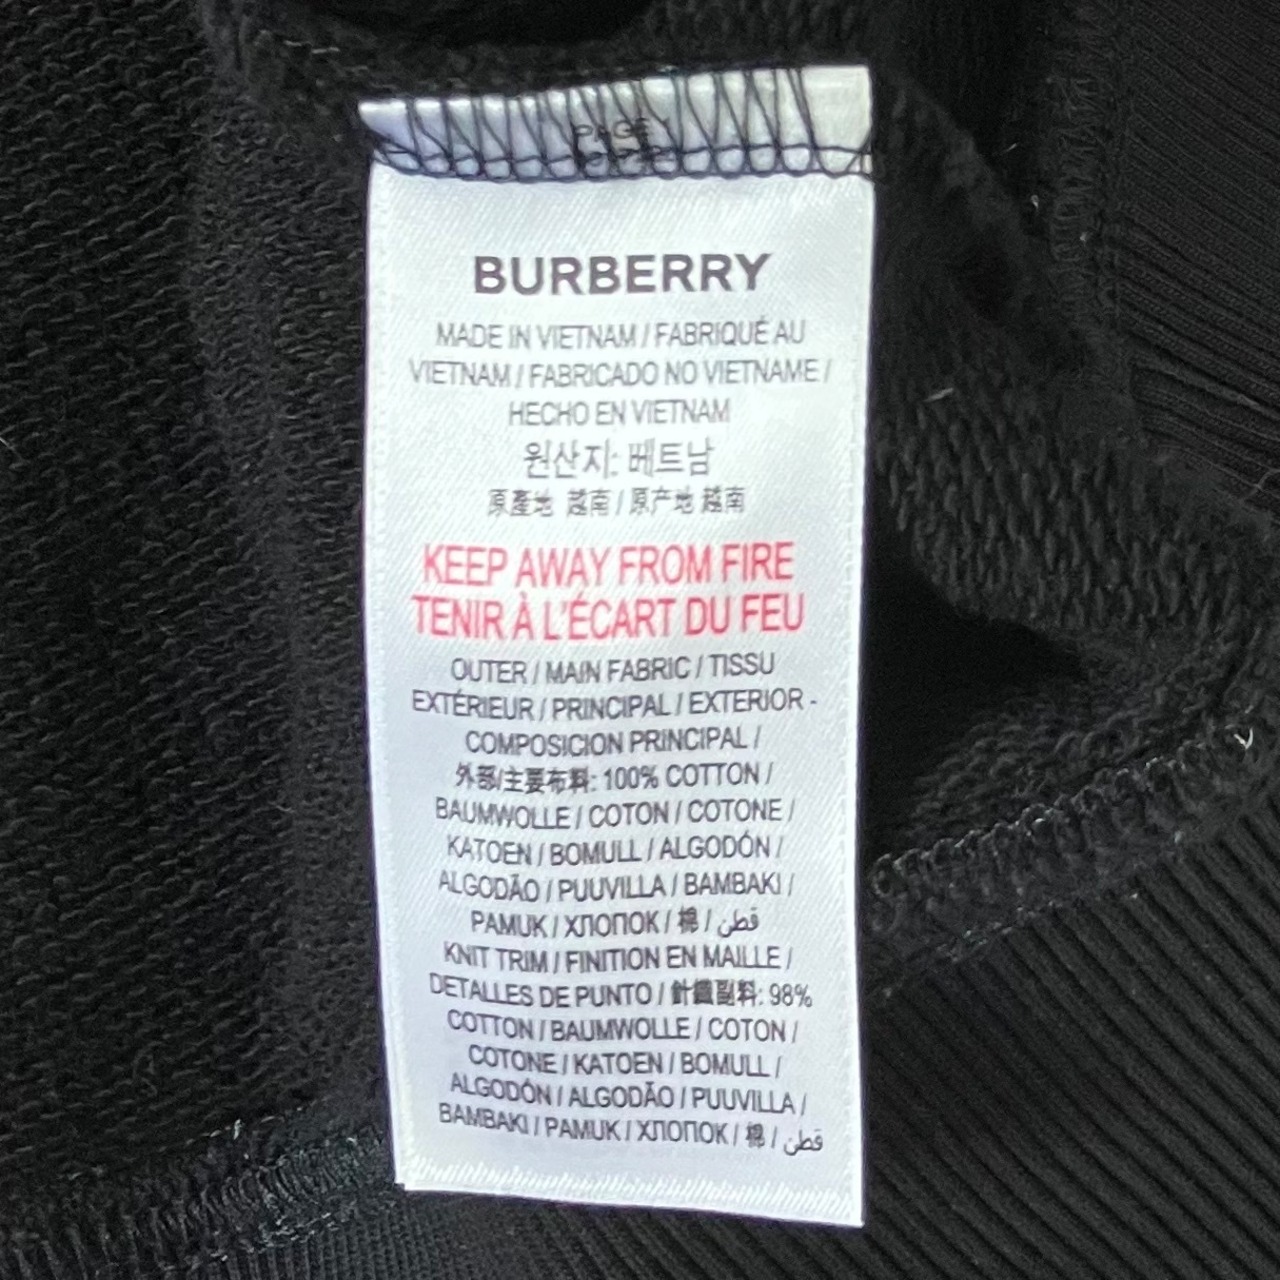 PAGE 1
BURBERRY
MADE IN VIETNAM / FABRIQUÉ AU
VIETNAM / FABRICADO NO VIETNAME /
HECHO EN VIETNAM
원산지: 베트남
原產地 越南 / 原产地 越南
KEEP AWAY FROM FIRE
TENIR À L'ÉCART DU FEU
OUTER / MAIN FABRIC / TISSU
EXTÉRIEUR / PRINCIPAL / EXTERIOR -
COMPOSICION PRINCIPAL /
外部/主要布料: 100% COTTON /
BAUMWOLLE / COTON / COTONE /
KATOEN / BOMULL / ALGODÓN /
ALGODÃO / PUUVILLA / BAMBAKI /
PAMUK / ХЛОПОК / 棉 / قطن
KNIT TRIM / FINITION EN MAILLE /
DETALLES DE PUNTO / 針織副料: 98%
COTTON / BAUMWOLLE / COTON /
COTONE / KATOEN / BOMULL /
ALGODÓN / ALGODÃO / PUUVILLA /
BAMBAKI / PAMUK / ХЛОПОК / 棉 / قطن